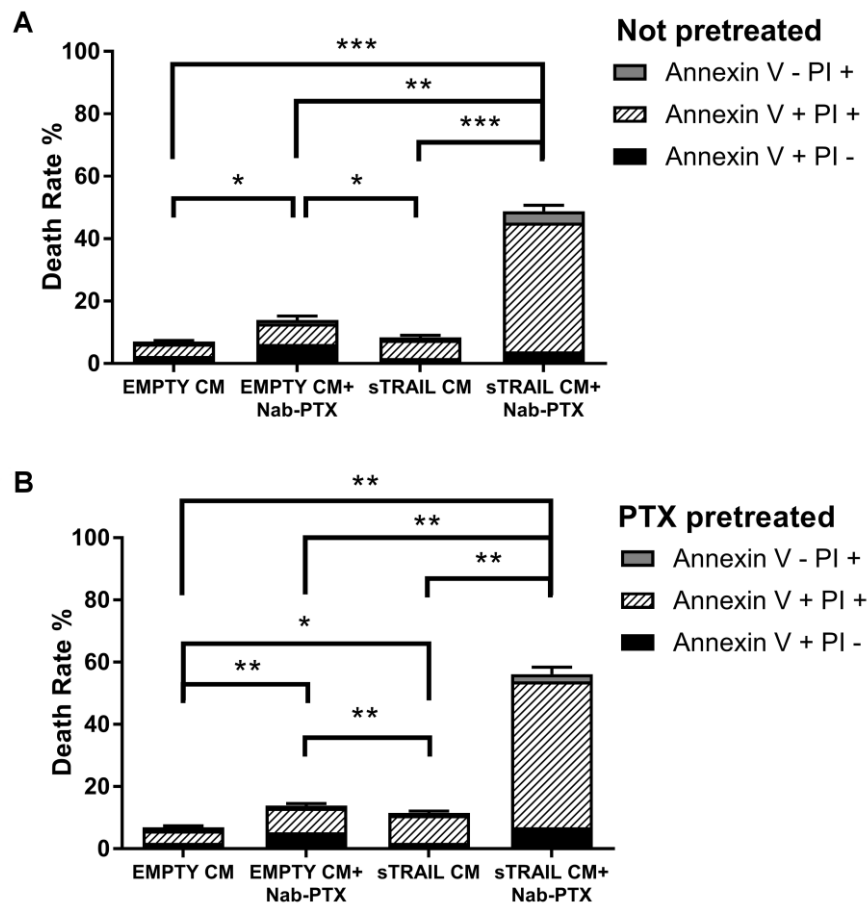 A
Not pretreated
Annexin V - PI +
Annexin V + PI +
Annexin V + PI -
Death Rate %
100
80
60
40
20
0
***
**
***
*
*
EMPTY CM
EMPTY CM+
Nab-PTX
sTRAIL CM
sTRAIL CM+
Nab-PTX
B
PTX pretreated
Annexin V - PI +
Annexin V + PI +
Annexin V + PI -
Death Rate %
100
80
60
40
20
0
**
**
**
*
**
**
EMPTY CM
EMPTY CM+
Nab-PTX
sTRAIL CM
sTRAIL CM+
Nab-PTX